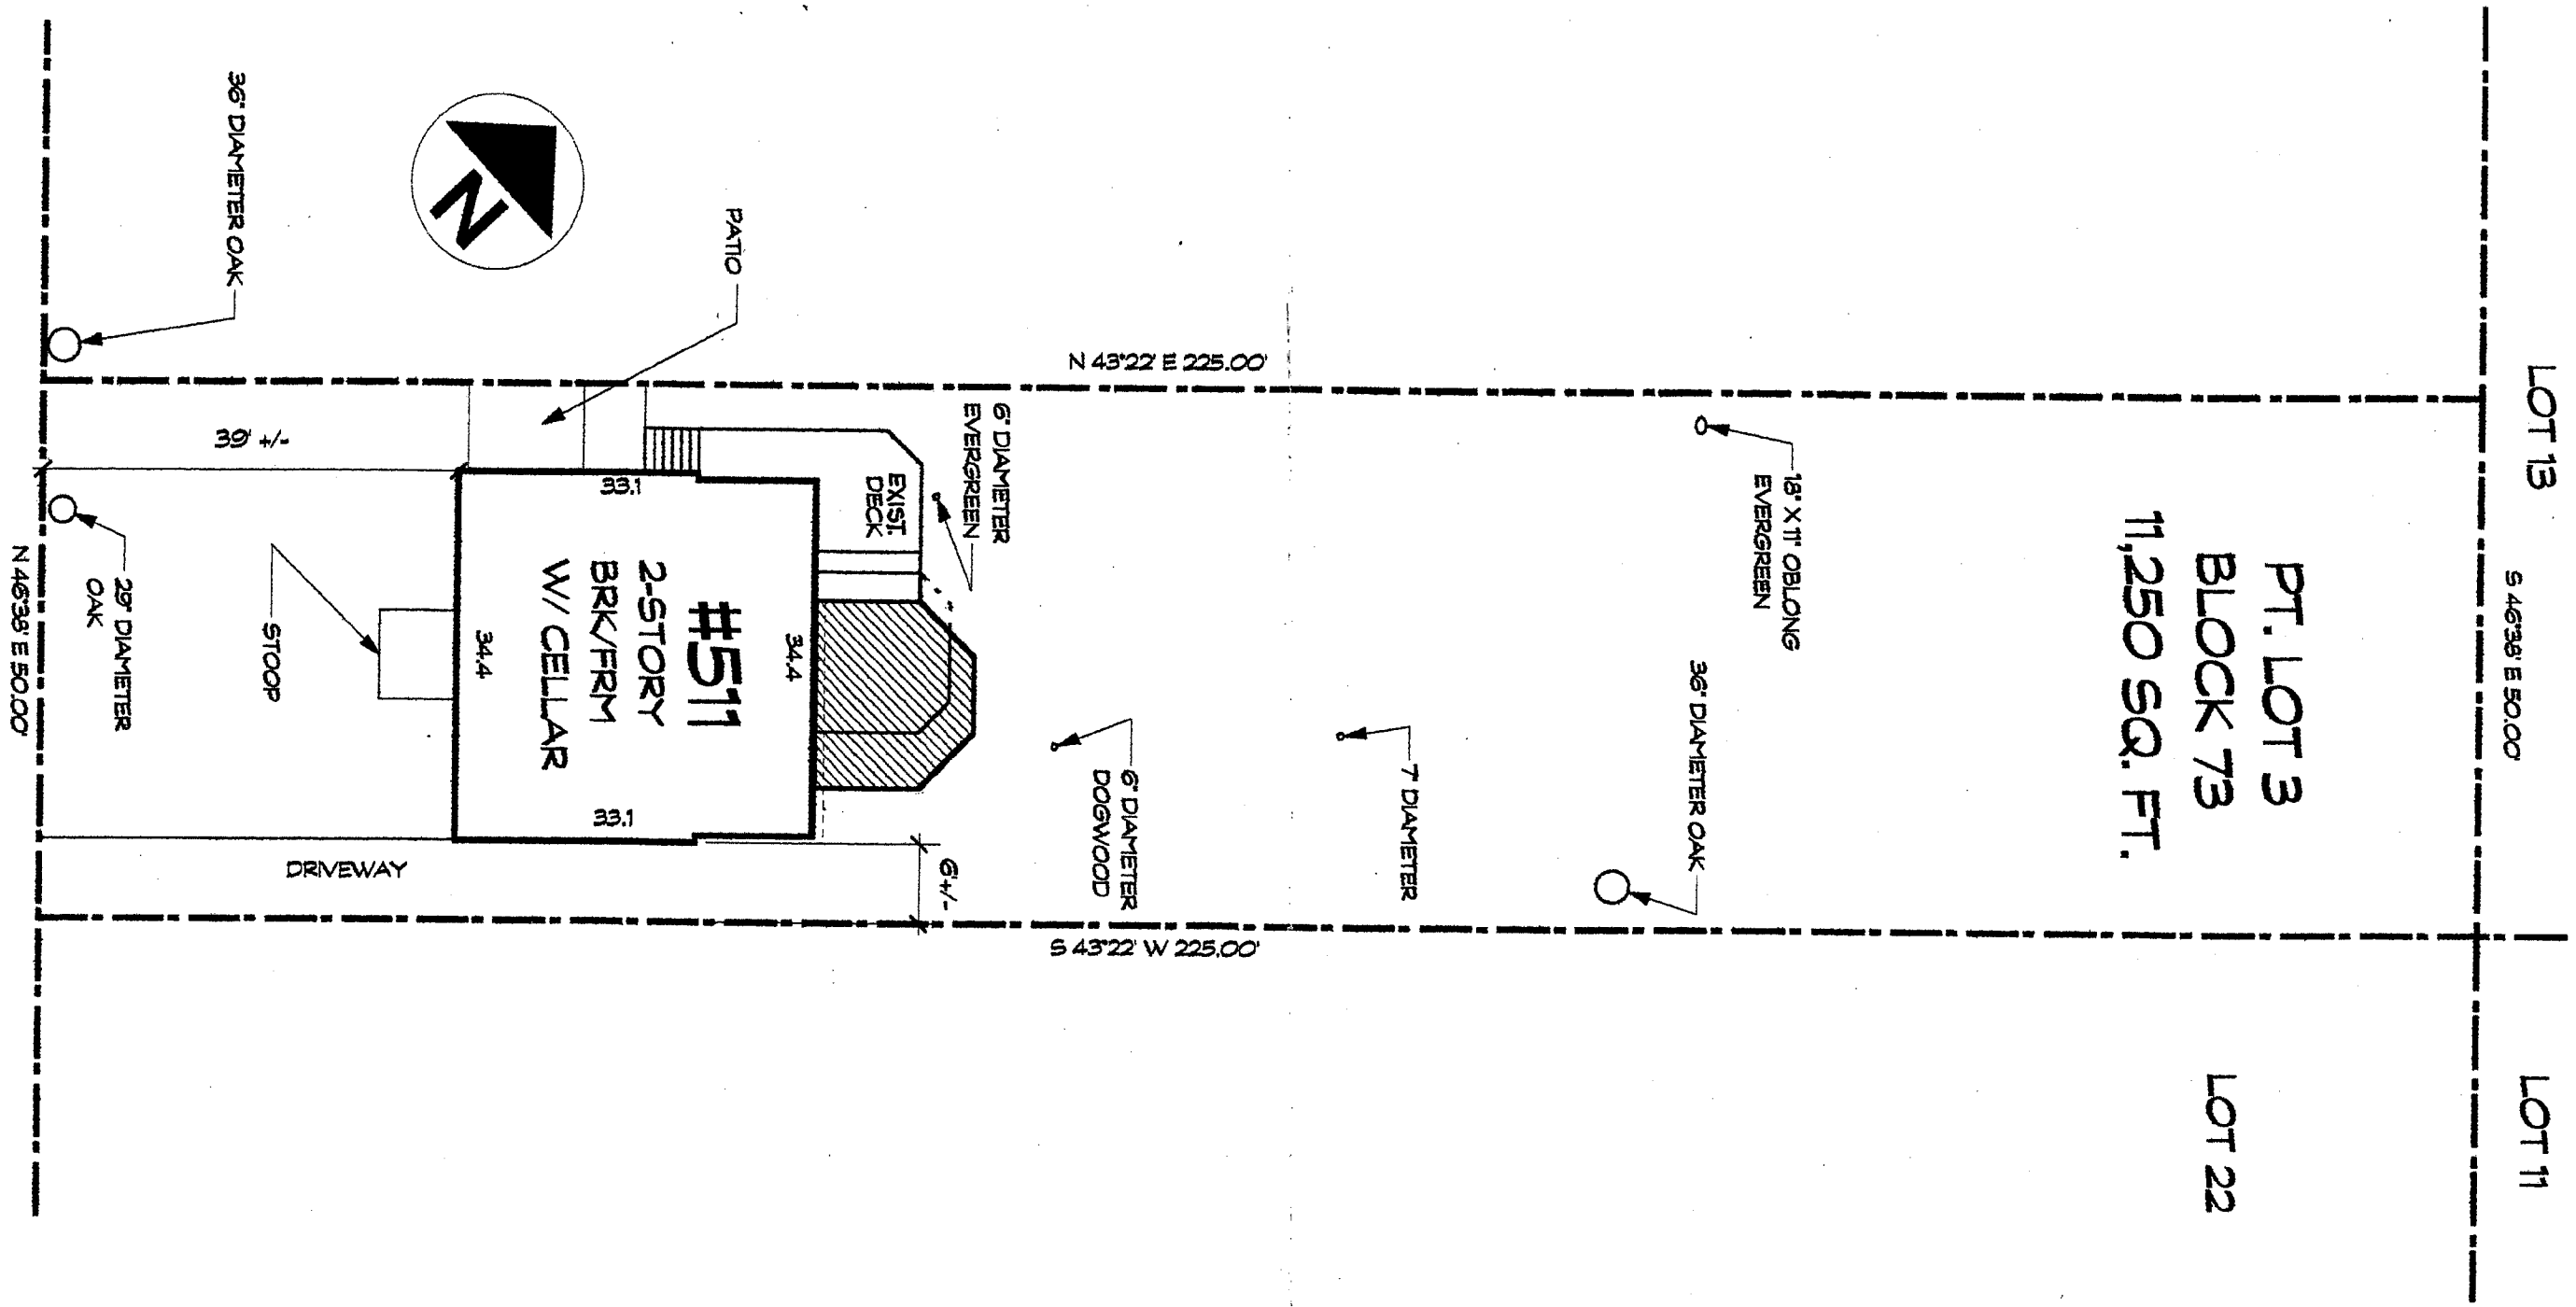 LOT 13
LOT 11
S 46°38' E 50.00'
PT. LOT 3
BLOCK 73
11,250 SQ. FT.
LOT 22
18" X 11" OBLONG
EVERGREEN
36" DIAMETER OAK
7" DIAMETER
6" DIAMETER
DOGWOOD
N 43°22' E 225.00'
S 43°22' W 225.00'
6" DIAMETER
EVERGREEN
6'+/-
EXIST.
DECK
PATIO
34.4
33.1
33.1
#511
2-STORY
BRK/FRM
W/ CELLAR
34.4
N
DRIVEWAY
STOOP
39' +/-
36" DIAMETER OAK
29" DIAMETER
OAK
N 46°38' E 50.00'